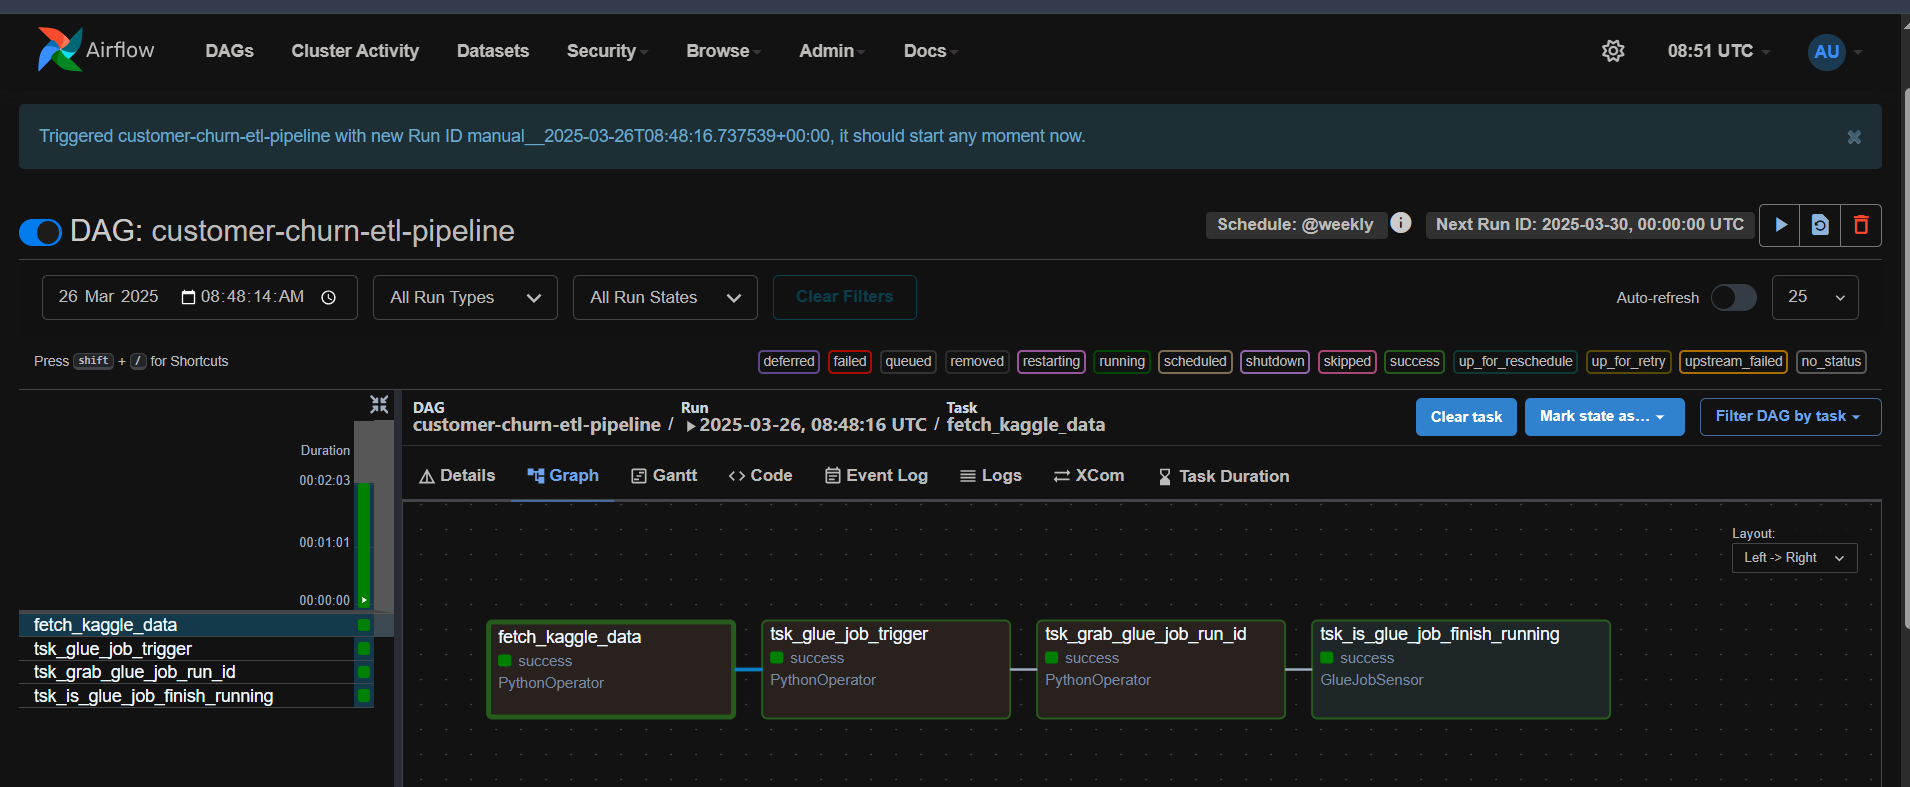 Airflow DAGs Cluster Activity Datasets Security Browse Admin Docs 08:51 UTC AU
Triggered customer-churn-etl-pipeline with new Run ID manual__2025-03-26T08:48:16.737539+00:00, it should start any moment now.
DAG: customer-churn-etl-pipeline Schedule: @weekly i Next Run ID: 2025-03-30, 00:00:00 UTC
26 Mar 2025 08:48:14:AM All Run Types All Run States Clear Filters Auto-refresh 25
Press shift + / for Shortcuts deferred failed queued removed restarting running scheduled shutdown skipped success up_for_reschedule up_for_retry upstream_failed no_status
DAG Run Task
customer-churn-etl-pipeline / 2025-03-26, 08:48:16 UTC / fetch_kaggle_data
Clear task Mark state as... Filter DAG by task
Details Graph Gantt Code Event Log Logs XCom Task Duration
Duration
00:02:03
00:01:01
00:00:00
fetch_kaggle_data
tsk_glue_job_trigger
tsk_grab_glue_job_run_id
tsk_is_glue_job_finish_running
Layout:
Left -> Right
fetch_kaggle_data
success
PythonOperator
tsk_glue_job_trigger
success
PythonOperator
tsk_grab_glue_job_run_id
success
PythonOperator
tsk_is_glue_job_finish_running
success
GlueJobSensor